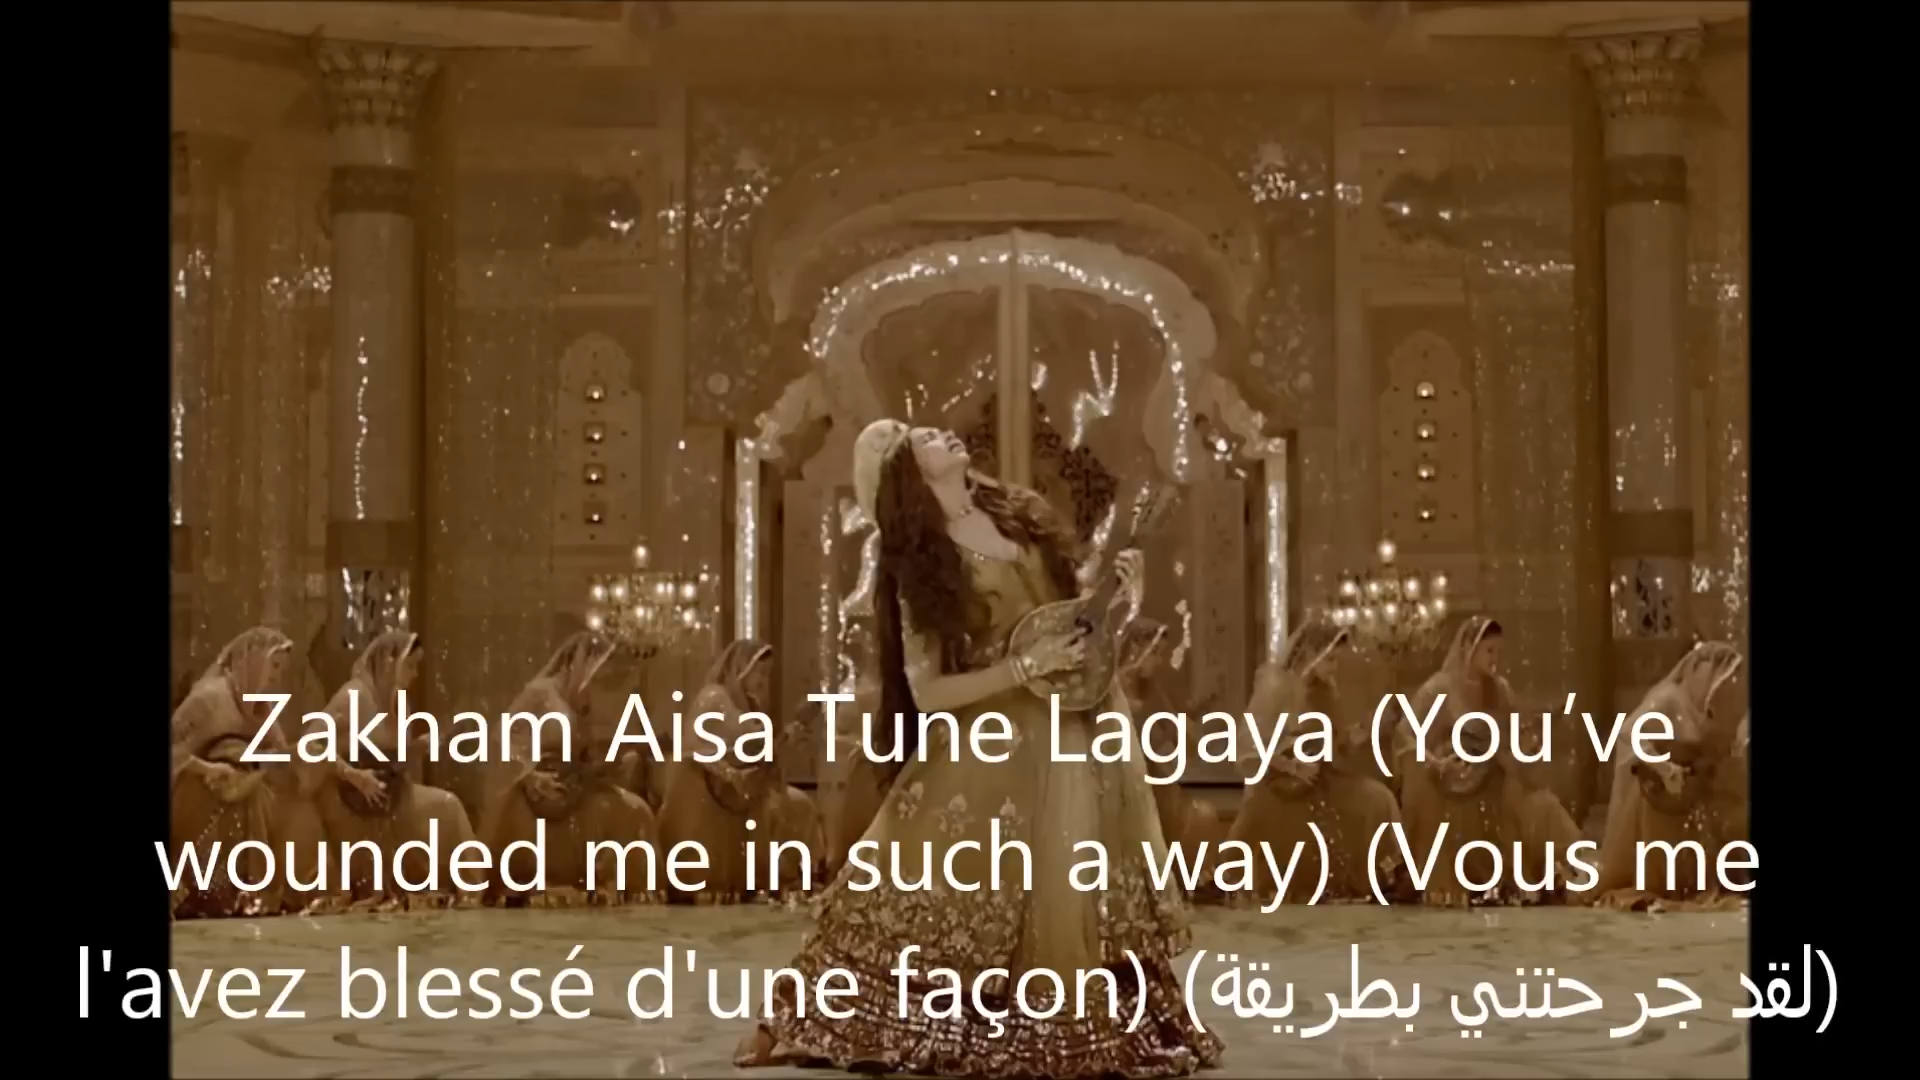 Zakham Aisa Tune Lagaya (You’ve
wounded me in such a way) (Vous me
l'avez blessé d'une façon) (لقد جرحتني بطريقة)